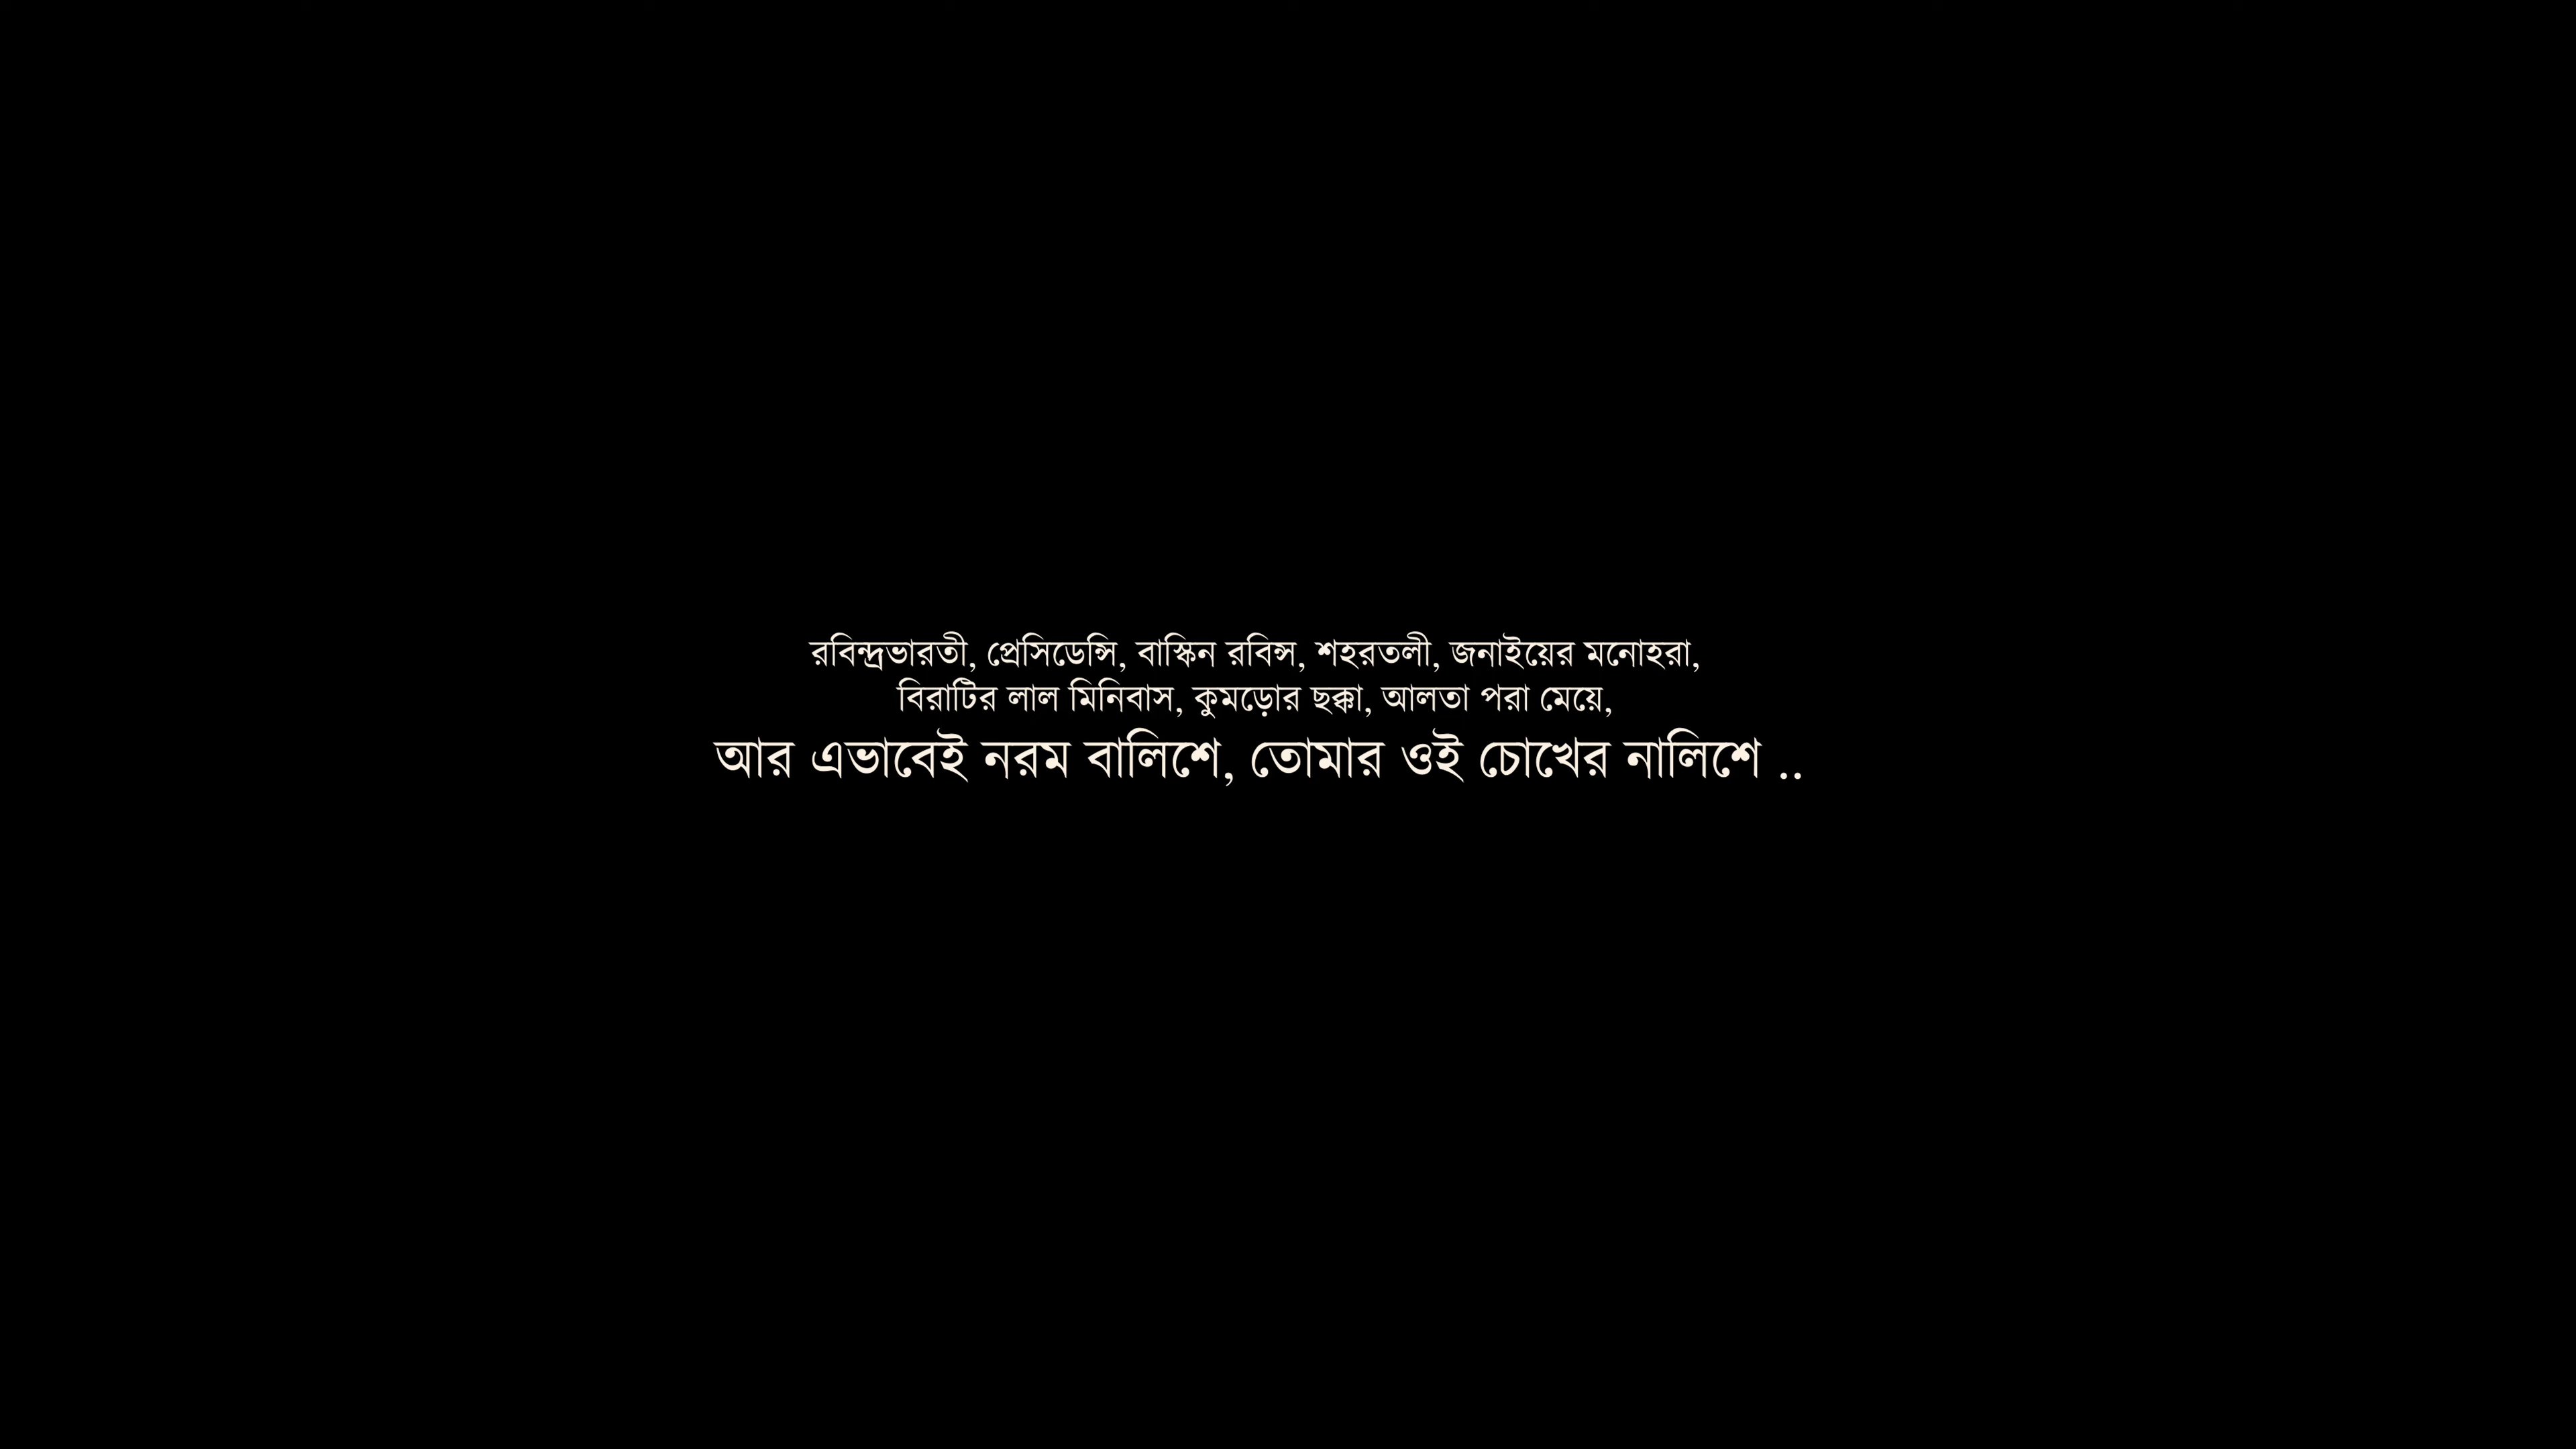 রবিন্দ্রভারতী, প্রেসিডেন্সি, বাস্কিন রবিন্স, শহরতলী, জনাইয়ের মনোহরা,
বিরাটির লাল মিনিবাস, কুমড়োর ছক্কা, আলতা পরা মেয়ে,
আর এভাবেই নরম বালিশে, তোমার ওই চোখের নালিশে ..